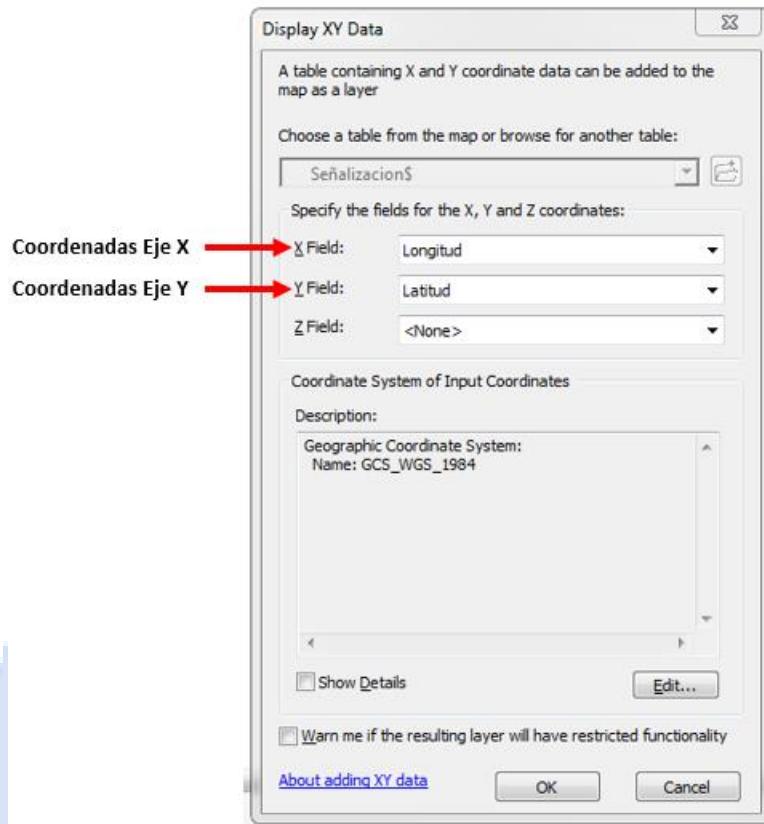 Display XY Data
A table containing X and Y coordinate data can be added to the
map as a layer
Choose a table from the map or browse for another table:
Señalizacion$
Specify the fields for the X, Y and Z coordinates:
Coordenadas Eje X X Field: Longitud
Coordenadas Eje Y Y Field: Latitud
Z Field: <None>
Coordinate System of Input Coordinates
Description:
Geographic Coordinate System:
Name: GCS_WGS_1984
Show Details Edit...
Warn me if the resulting layer will have restricted functionality
About adding XY data OK Cancel